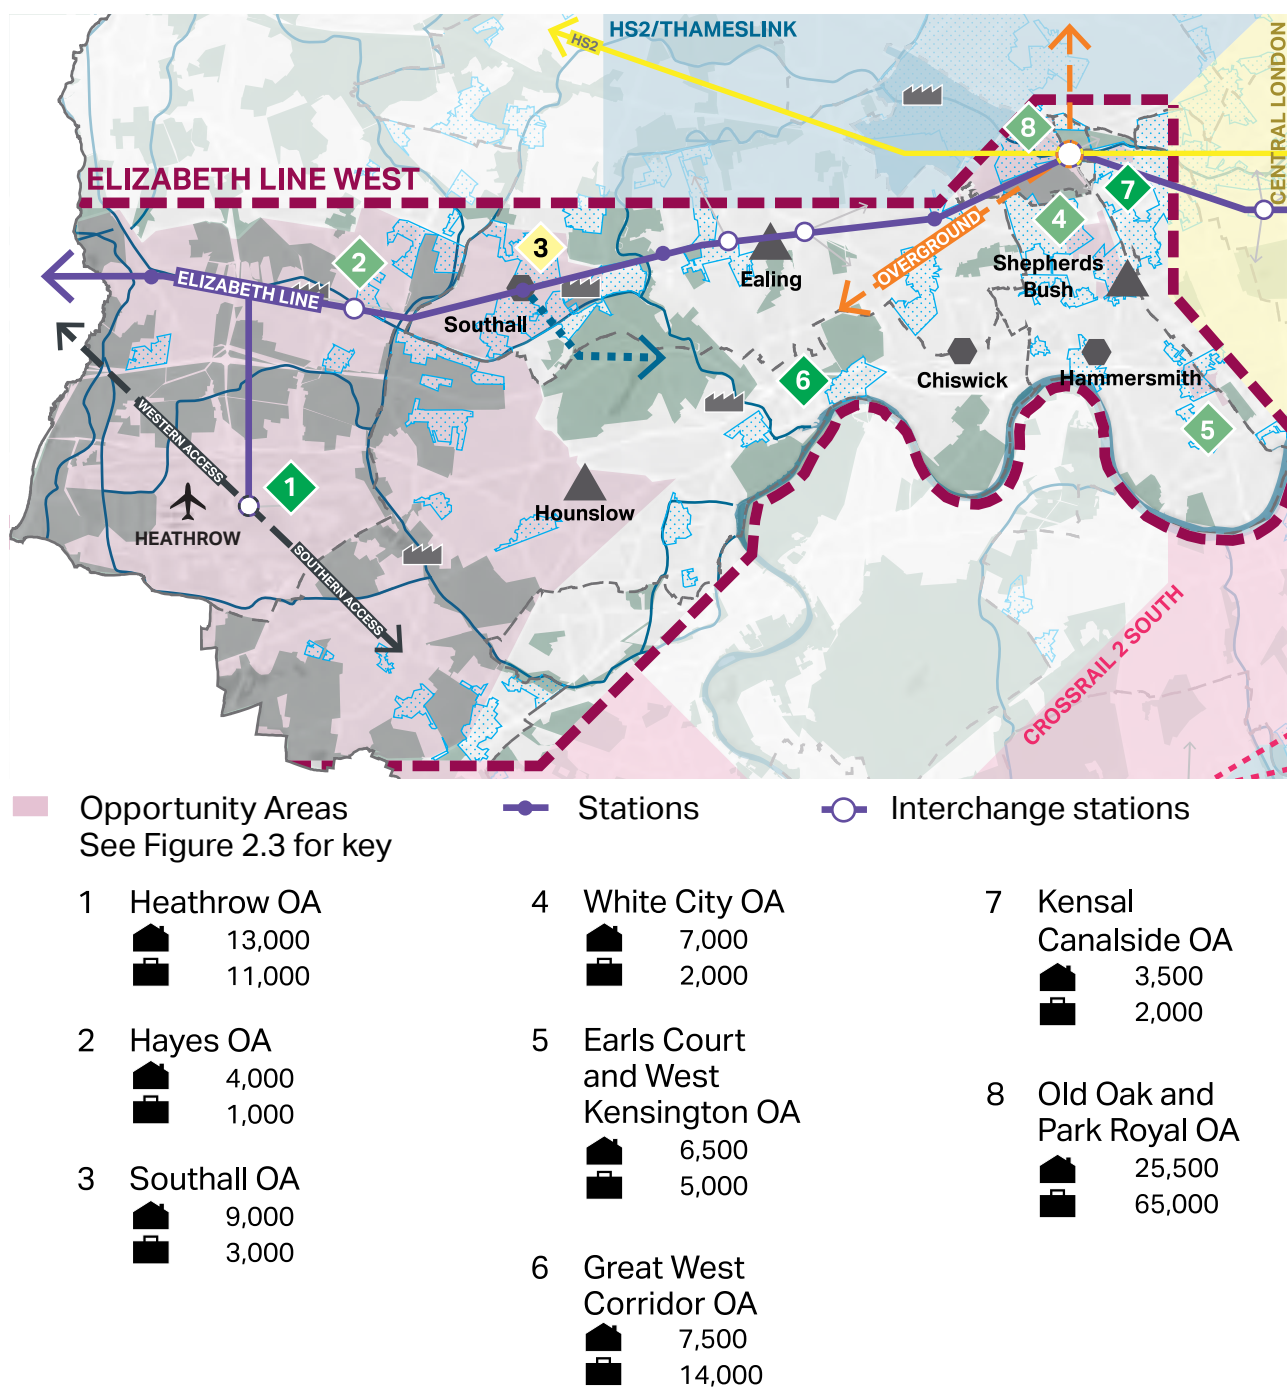 HS2/THAMESLINK
HS2
CENTRAL LONDON
8
ELIZABETH LINE WEST
7
3
4
2
OVERGROUND
Ealing
Shepherds
Bush
ELIZABETH LINE
Southall
6
Chiswick
Hammersmith
5
WESTERN ACCESS
1
Hounslow
HEATHROW
SOUTHERN ACCESS
CROSSRAIL 2 SOUTH
Opportunity Areas
See Figure 2.3 for key
Stations
Interchange stations
1 Heathrow OA
13,000
11,000
2 Hayes OA
4,000
1,000
3 Southall OA
9,000
3,000
4 White City OA
7,000
2,000
5 Earls Court
and West
Kensington OA
6,500
5,000
6 Great West
Corridor OA
7,500
14,000
7 Kensal
Canalside OA
3,500
2,000
8 Old Oak and
Park Royal OA
25,500
65,000